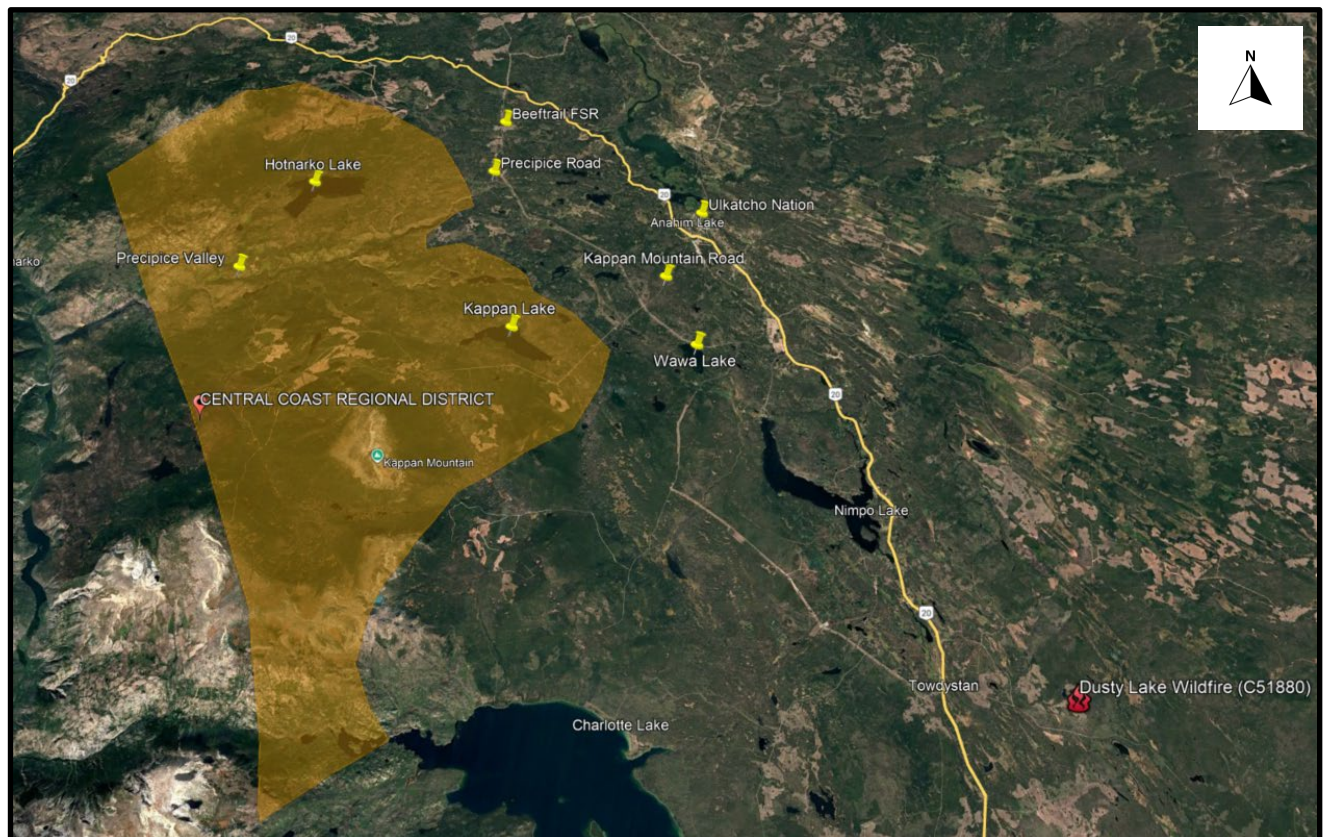 N
20
20
Beeftrail FSR
Hotnarko Lake
Precipice Road
20
Ulkatcho Nation
Anahim Lake
Precipice Valley
Kappan Mountain Road
arko
Kappan Lake
Wawa Lake
CENTRAL COAST REGIONAL DISTRICT
20
Kappan Mountain
Nimpo Lake
20
Towdystan
Dusty Lake Wildfire (C51880)
Charlotte Lake